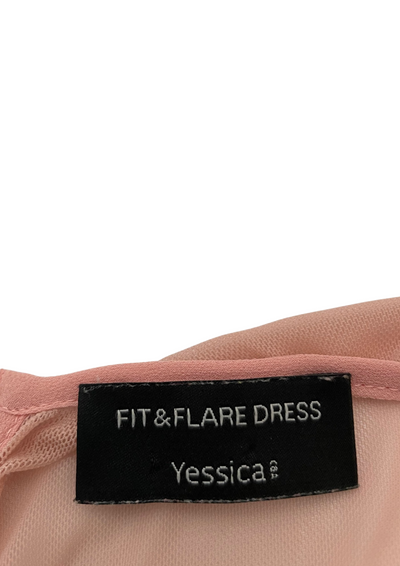 FIT & FLARE DRESS
Yessica C&A